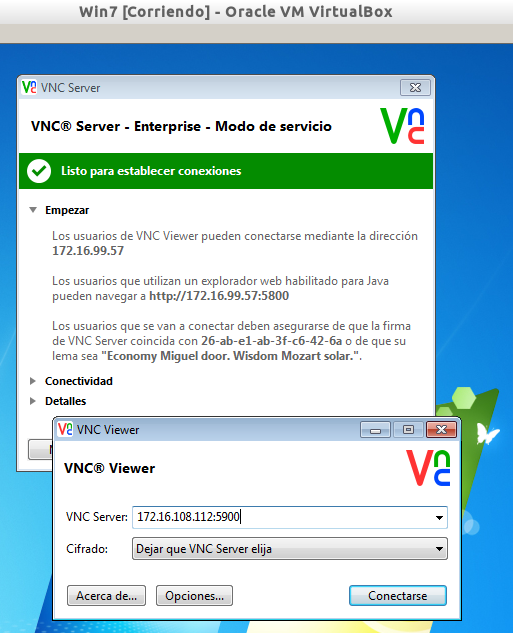 Win7 [Corriendo] - Oracle VM VirtualBox
VNC Server
VNC® Server - Enterprise - Modo de servicio
Listo para establecer conexiones
Empezar
Los usuarios de VNC Viewer pueden conectarse mediante la dirección
172.16.99.57
Los usuarios que utilizan un explorador web habilitado para Java
pueden navegar a http://172.16.99.57:5800
Los usuarios que se van a conectar deben asegurarse de que la firma
de VNC Server coincida con 26-ab-e1-ab-3f-c6-42-6a o de que su
lema sea "Economy Miguel door. Wisdom Mozart solar.".
Conectividad
Detalles
VNC Viewer
VNC® Viewer
VNC Server: 172.16.108.112:5900
Cifrado: Dejar que VNC Server elija
Acerca de... Opciones... Conectarse